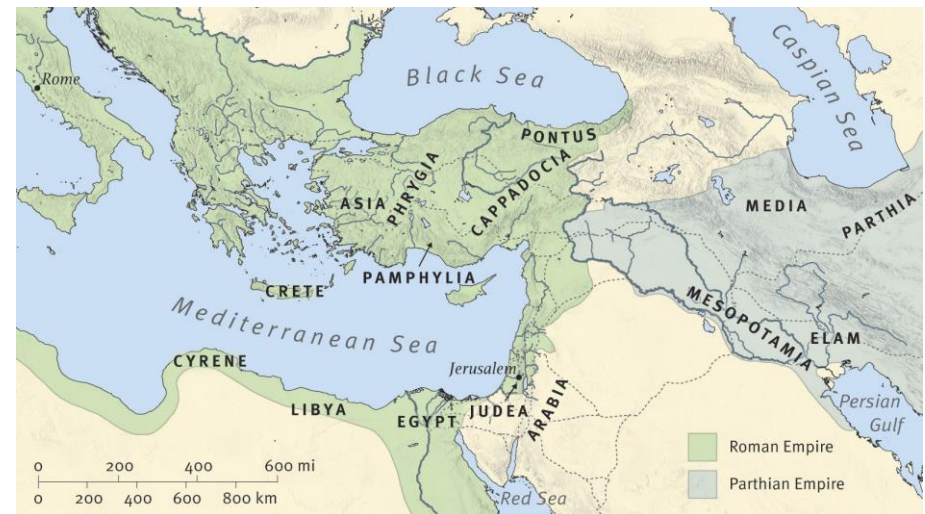 Rome
Black Sea
Caspian Sea
PONTUS
PHRYGIA
CAPPADOCIA
ASIA
MEDIA
PARTHIA
PAMPHYLIA
CRETE
Mediterranean Sea
MESOPOTAMIA
ELAM
CYRENE
Jerusalem
LIBYA
EGYPT
JUDEA
ARABIA
Persian
Gulf
Roman Empire
Parthian Empire
Red Sea
0 200 400 600 mi
0 200 400 600 800 km